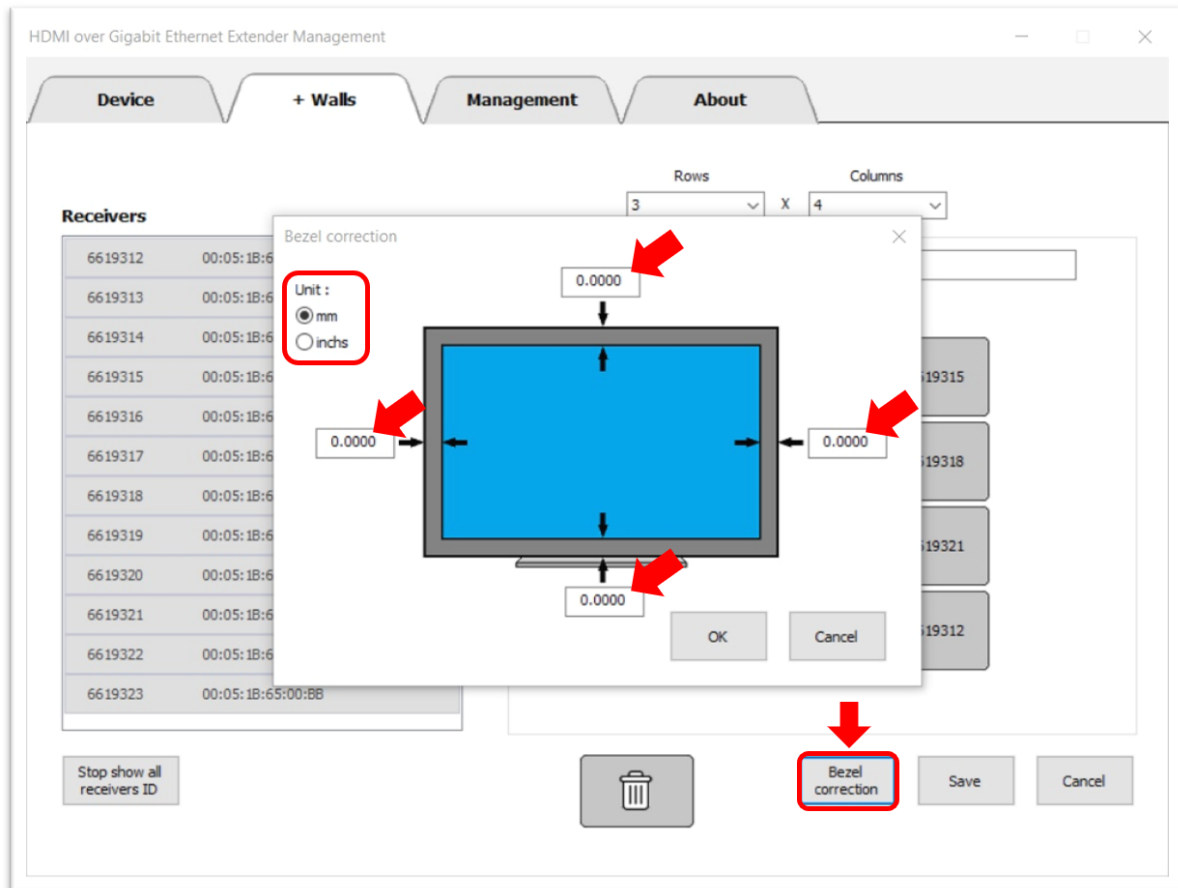 HDMI over Gigabit Ethernet Extender Management
Device
+ Walls
Management
About
Rows
Columns
3
X
4
Receivers
6619312 00:05:1B:6
6619313 00:05:1B:6
6619314 00:05:1B:6
6619315 00:05:1B:6
6619316 00:05:1B:6
6619317 00:05:1B:6
6619318 00:05:1B:6
6619319 00:05:1B:6
6619320 00:05:1B:6
6619321 00:05:1B:6
6619322 00:05:1B:6
6619323 00:05:1B:65:00:BB
Bezel correction
Unit :
mm
inchs
0.0000
0.0000
0.0000
0.0000
OK
Cancel
19315
19318
19321
19312
Stop show all
receivers ID
Bezel
correction
Save
Cancel